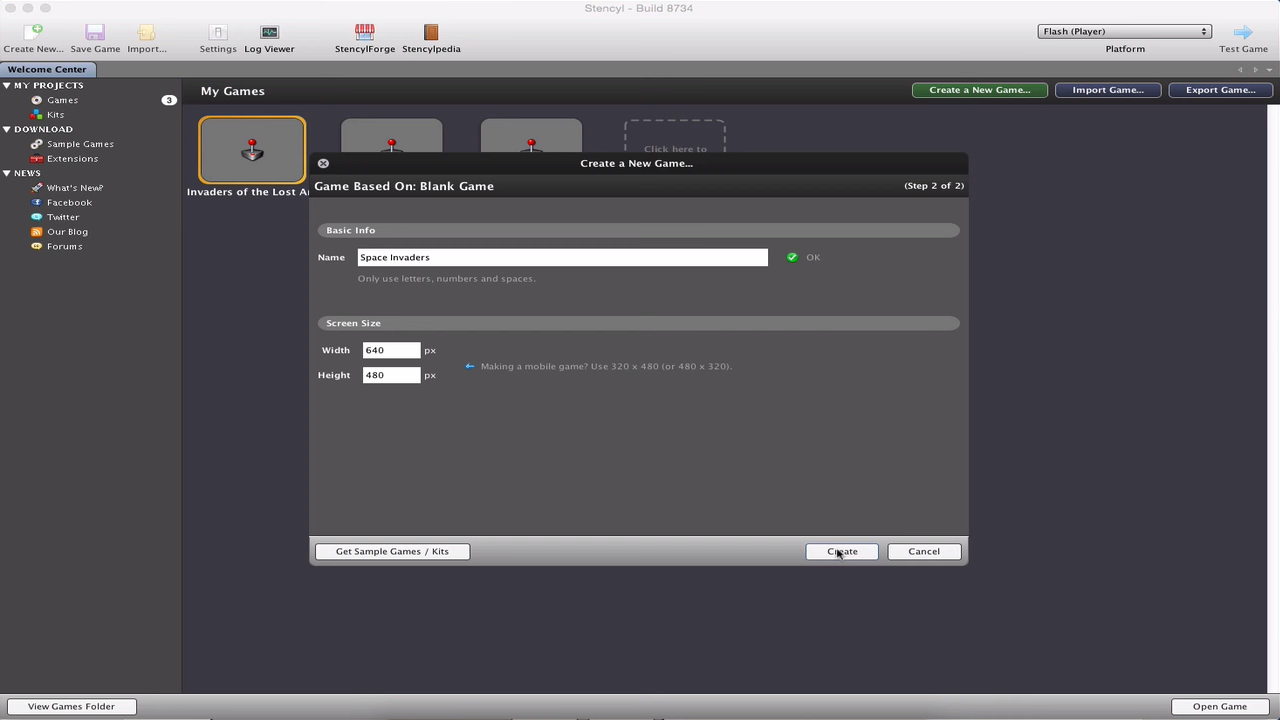 Stencyl - Build 8734
Create New... Save Game Import... Settings Log Viewer StencylForge Stencylpedia
Flash (Player)
Platform
Test Game
Welcome Center
MY PROJECTS
Games 3
Kits
DOWNLOAD
Sample Games
Extensions
NEWS
What's New?
Facebook
Twitter
Our Blog
Forums
My Games
Create a New Game... Import Game... Export Game...
Click here to
Invaders of the Lost A
Create a New Game...
Game Based On: Blank Game
(Step 2 of 2)
Basic Info
Name Space Invaders OK
Only use letters, numbers and spaces.
Screen Size
Width 640 px
Making a mobile game? Use 320 x 480 (or 480 x 320).
Height 480 px
Get Sample Games / Kits Create Cancel
View Games Folder Open Game